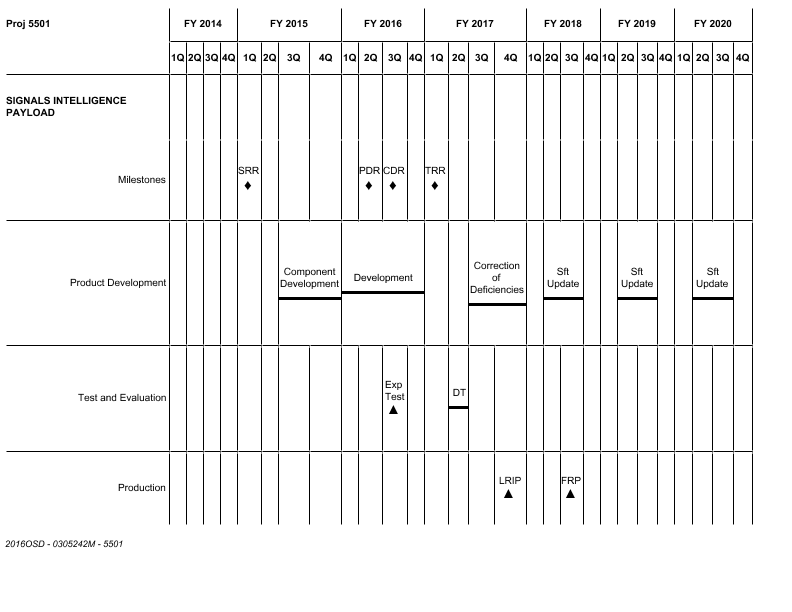 Proj 5501 FY 2014 FY 2015 FY 2016 FY 2017 FY 2018 FY 2019 FY 2020
1Q 2Q 3Q 4Q 1Q 2Q 3Q 4Q 1Q 2Q 3Q 4Q 1Q 2Q 3Q 4Q 1Q 2Q 3Q 4Q 1Q 2Q 3Q 4Q 1Q 2Q 3Q 4Q
SIGNALS INTELLIGENCE
PAYLOAD
SRR PDR CDR TRR
Milestones
Component
Development
Development
Correction
of
Deficiencies
Sft
Update
Sft
Update
Sft
Update
Product Development
Exp
Test
DT
Test and Evaluation
LRIP FRP
Production
2016OSD - 0305242M - 5501